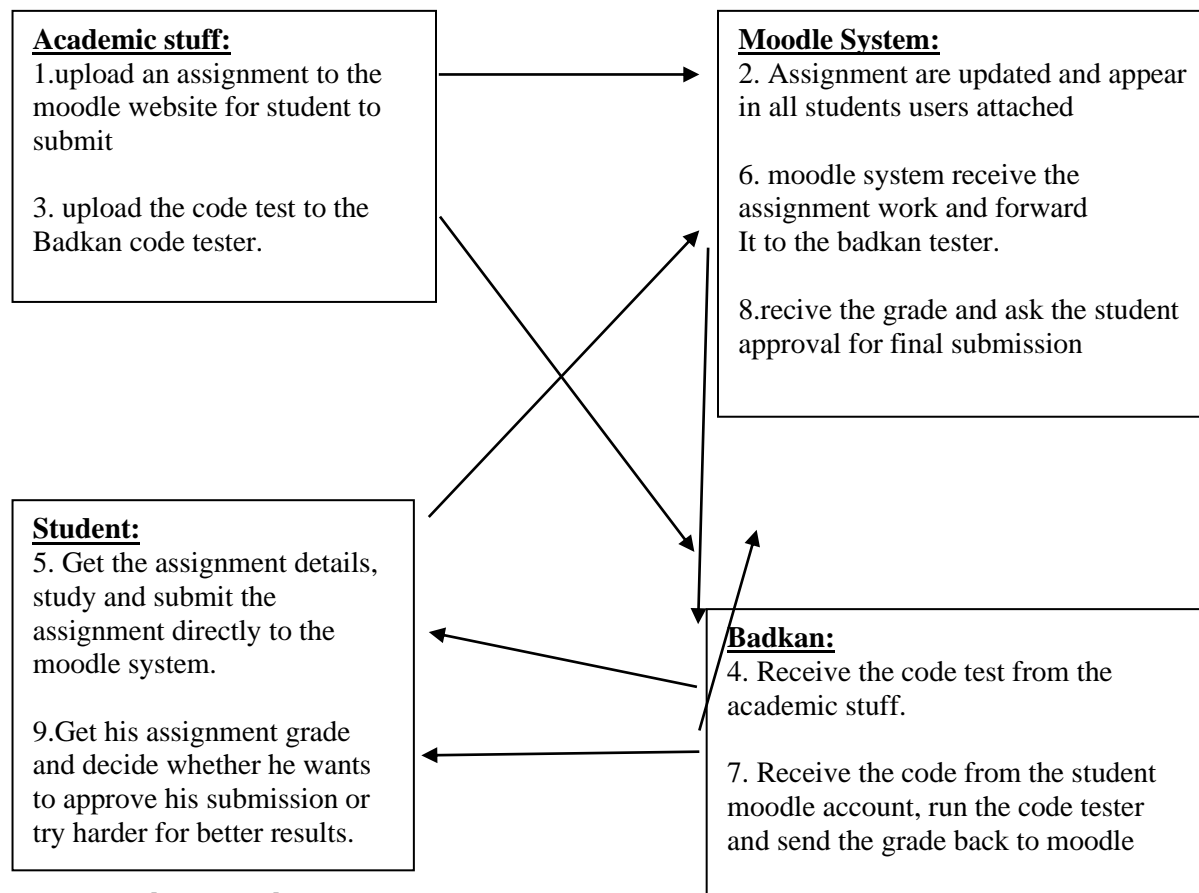 Academic stuff:
1.upload an assignment to the
moodle website for student to
submit
3. upload the code test to the
Badkan code tester.
Moodle System:
2. Assignment are updated and appear
in all students users attached
6. moodle system receive the
assignment work and forward
It to the badkan tester.
8.recive the grade and ask the student
approval for final submission
Student:
5. Get the assignment details,
study and submit the
assignment directly to the
moodle system.
9.Get his assignment grade
and decide whether he wants
to approve his submission or
try harder for better results.
Badkan:
4. Receive the code test from the
academic stuff.
7. Receive the code from the student
moodle account, run the code tester
and send the grade back to moodle